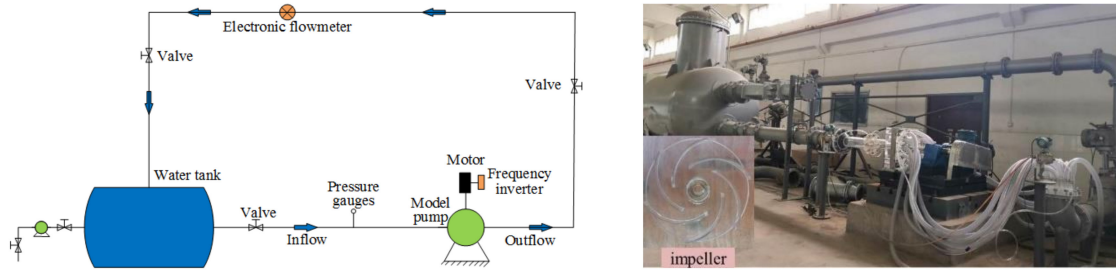 Electronic flowmeter
Valve
Valve
Water tank
Motor
Frequency
inverter
Pressure
gauges
Model
pump
Valve
Inflow
Outflow
impeller